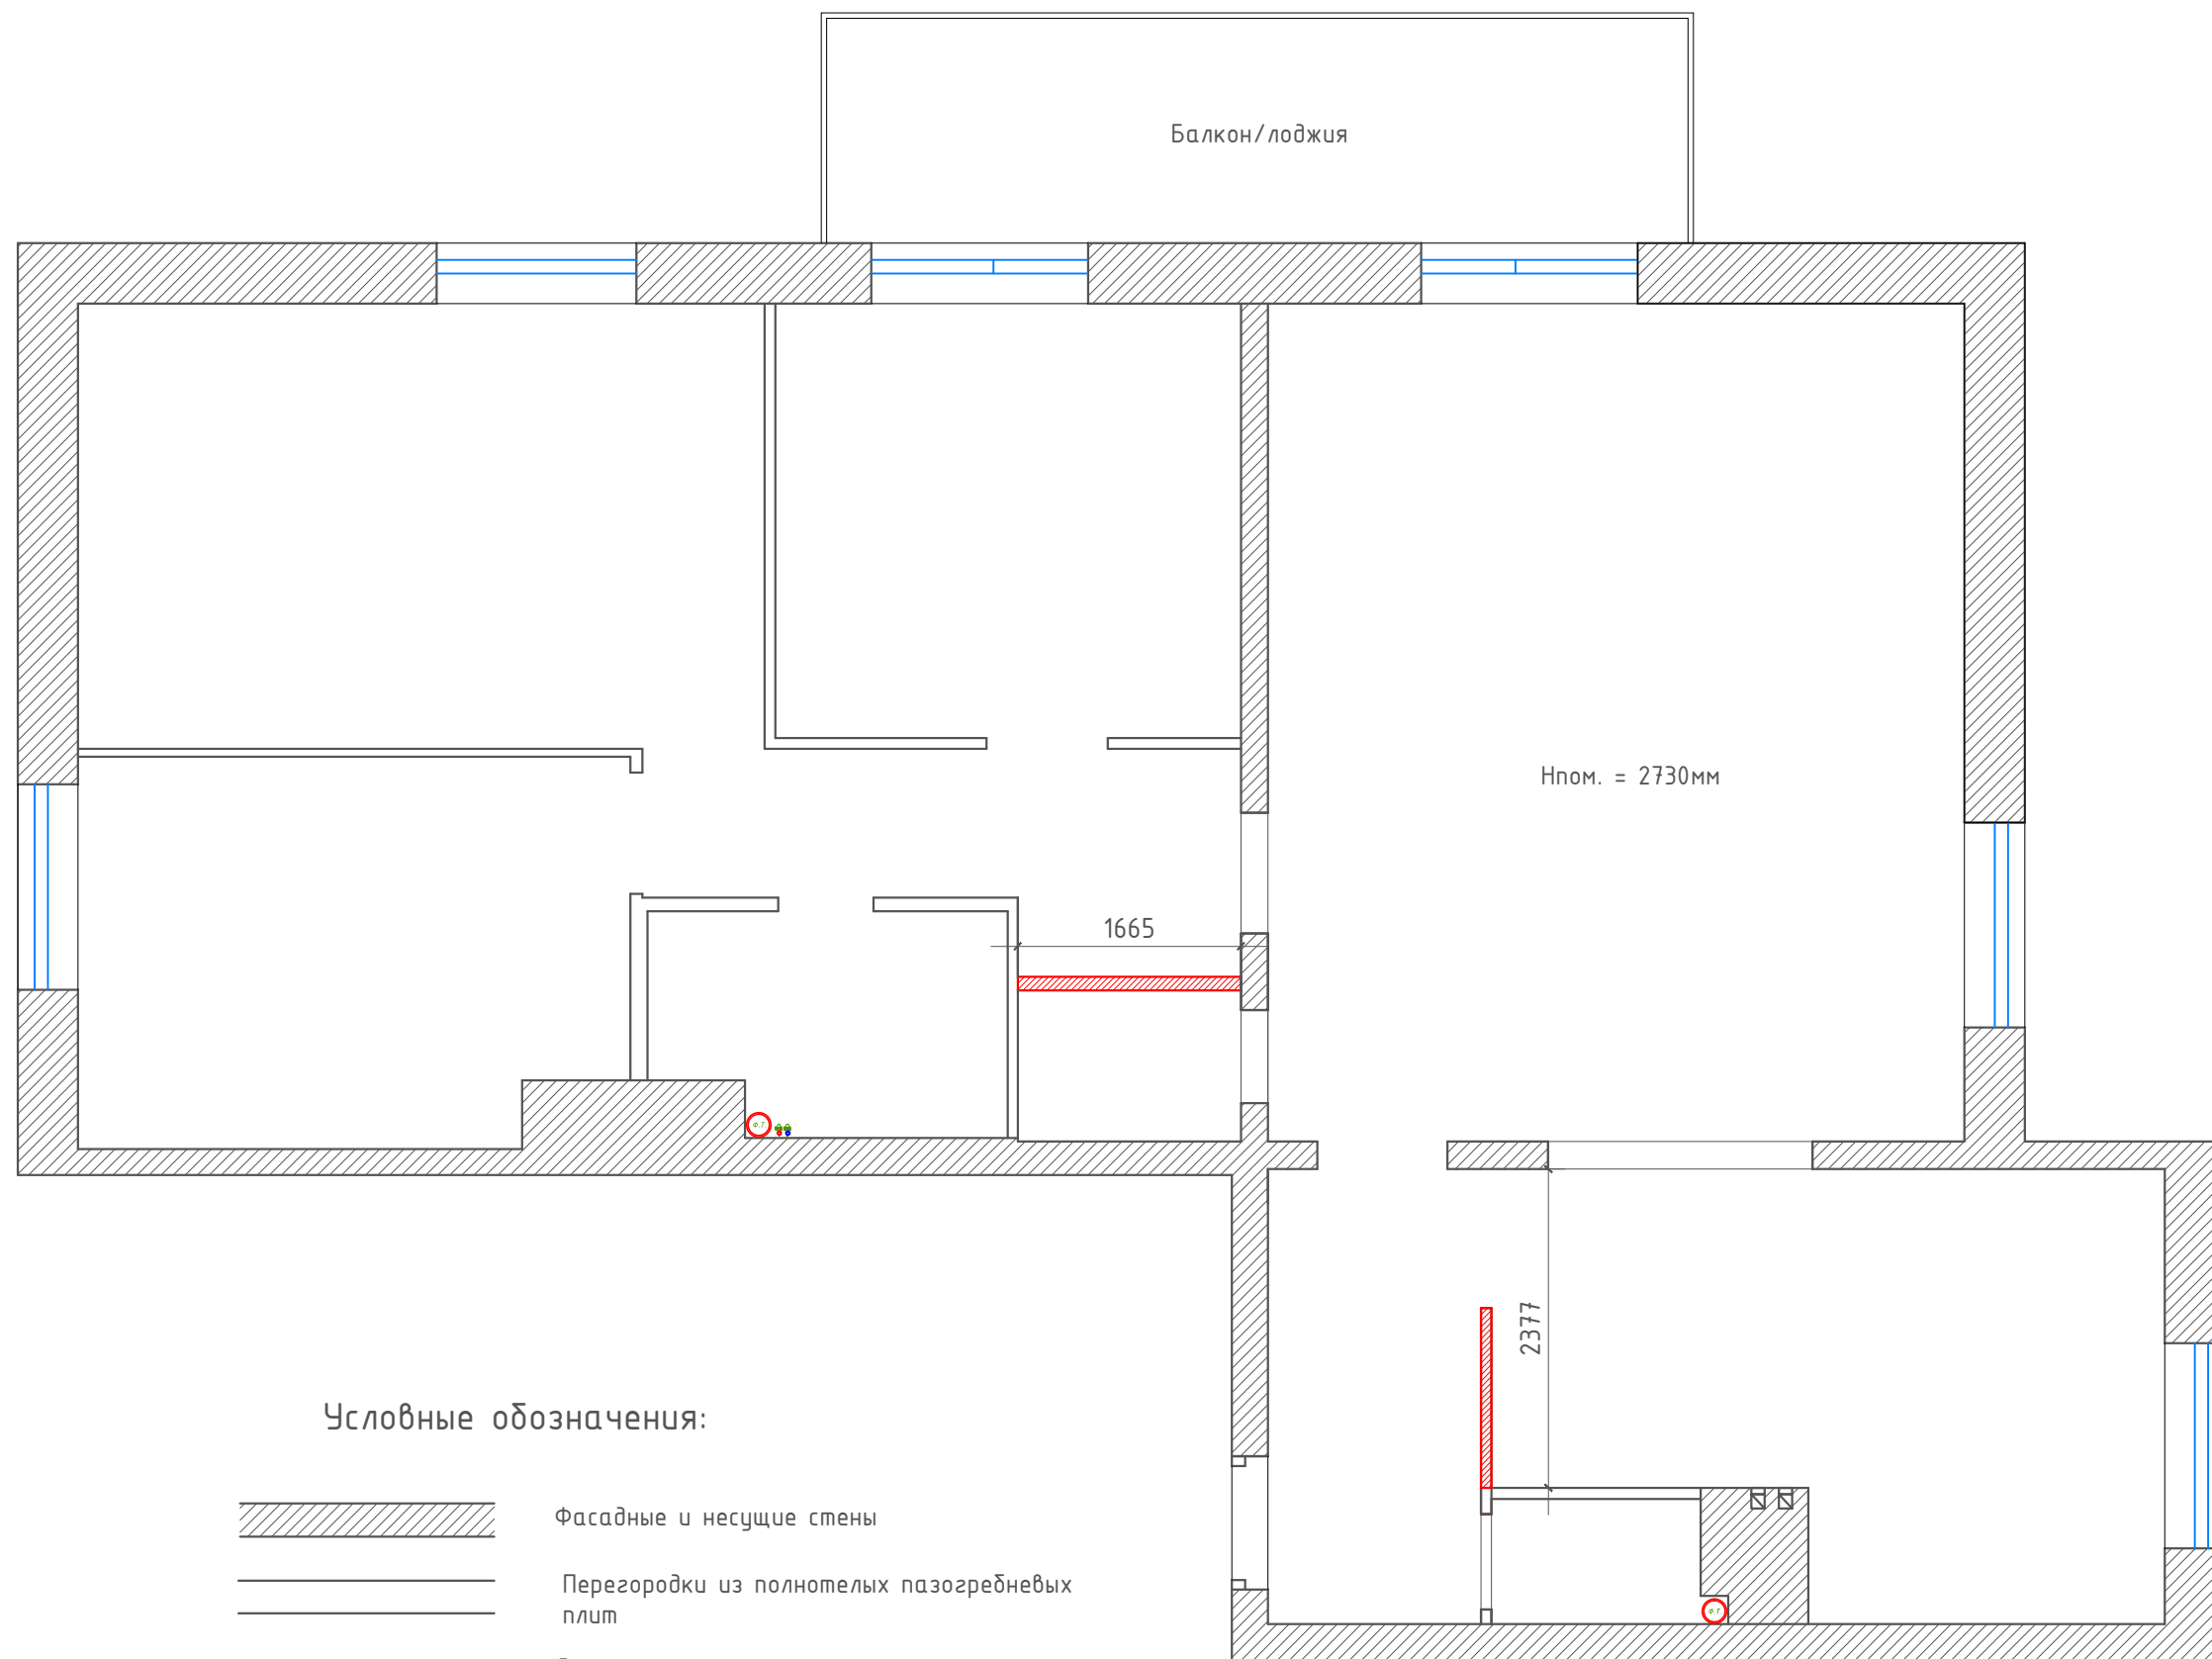 Балкон/лоджия
Нпом. = 2730мм
1665
Ф.Т.
2377
Условные обозначения:
Фасадные и несущие стены
Перегородки из полнотелых пазогребневых
плит
Ф.Т.